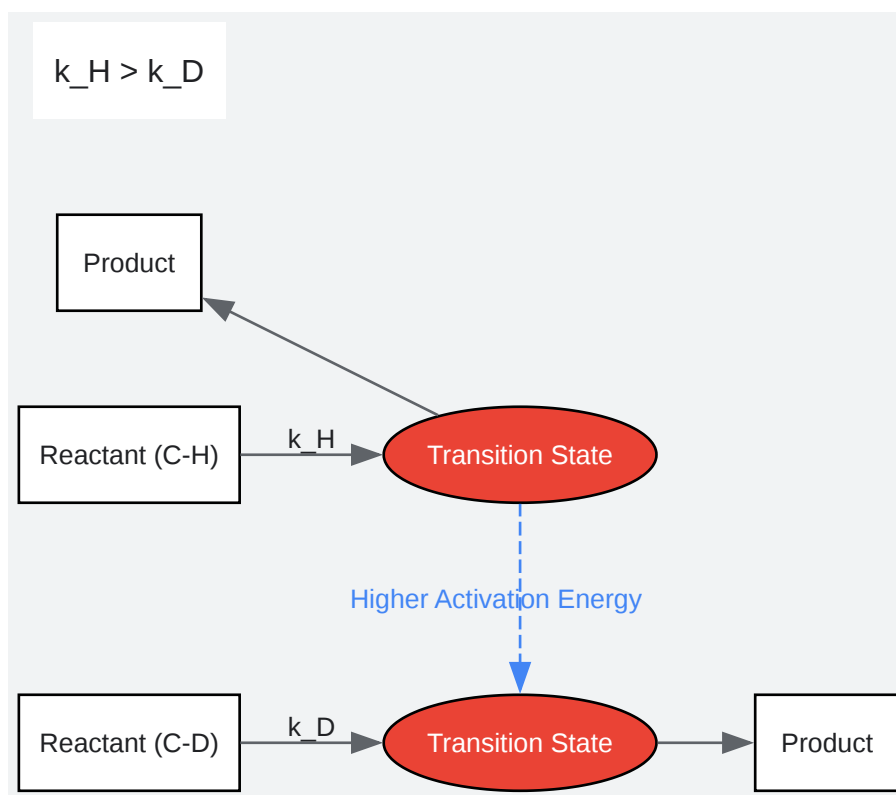 k_H > k_D
Product
Reactant (C-H)
k_H
Transition State
Higher Activation Energy
Reactant (C-D)
k_D
Transition State
Product